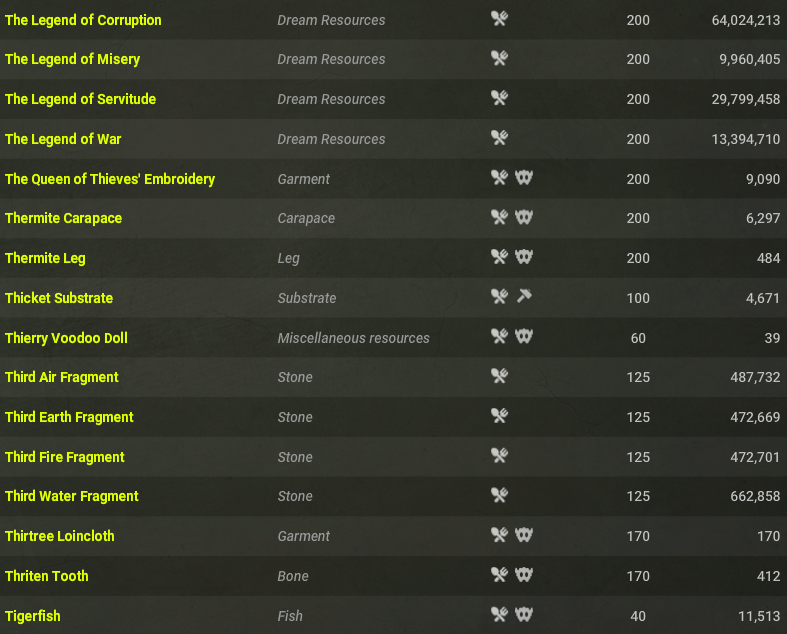 The Legend of Corruption Dream Resources 200 64,024,213
The Legend of Misery Dream Resources 200 9,960,405
The Legend of Servitude Dream Resources 200 29,799,458
The Legend of War Dream Resources 200 13,394,710
The Queen of Thieves' Embroidery Garment 200 9,090
Thermite Carapace Carapace 200 6,297
Thermite Leg Leg 200 484
Thicket Substrate Substrate 100 4,671
Thierry Voodoo Doll Miscellaneous resources 60 39
Third Air Fragment Stone 125 487,732
Third Earth Fragment Stone 125 472,669
Third Fire Fragment Stone 125 472,701
Third Water Fragment Stone 125 662,858
Thirtree Loincloth Garment 170 170
Thriten Tooth Bone 170 412
Tigerfish Fish 40 11,513